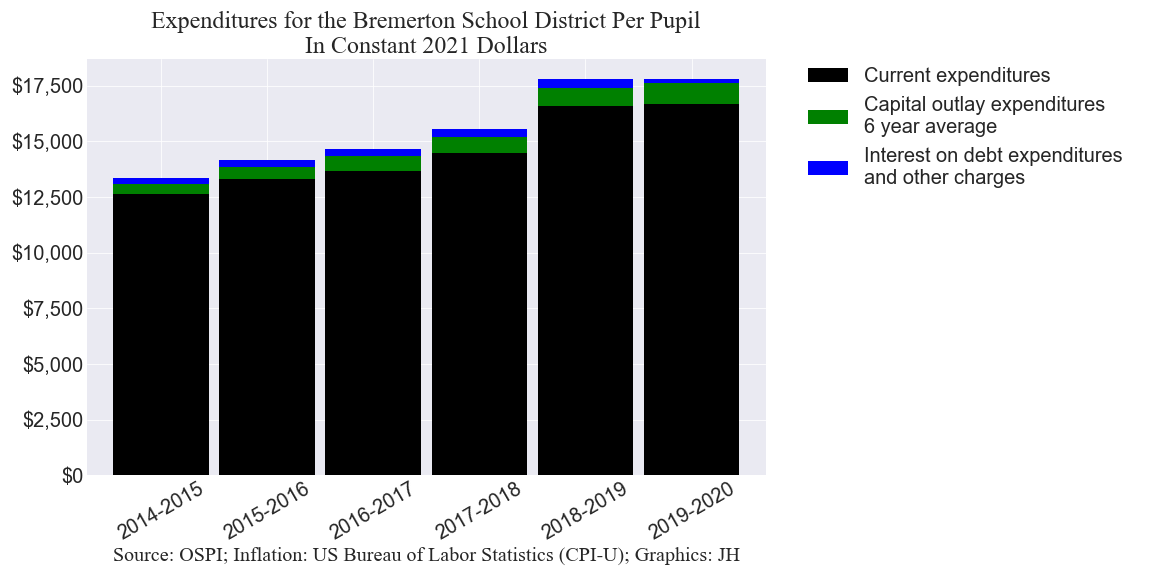 Expenditures for the Bremerton School District Per Pupil
In Constant 2021 Dollars
$17,500
$15,000
$12,500
$10,000
$7,500
$5,000
$2,500
$0
2014-2015
2015-2016
2016-2017
2017-2018
2018-2019
2019-2020
Current expenditures
Capital outlay expenditures
6 year average
Interest on debt expenditures
and other charges
Source: OSPI; Inflation: US Bureau of Labor Statistics (CPI-U); Graphics: JH